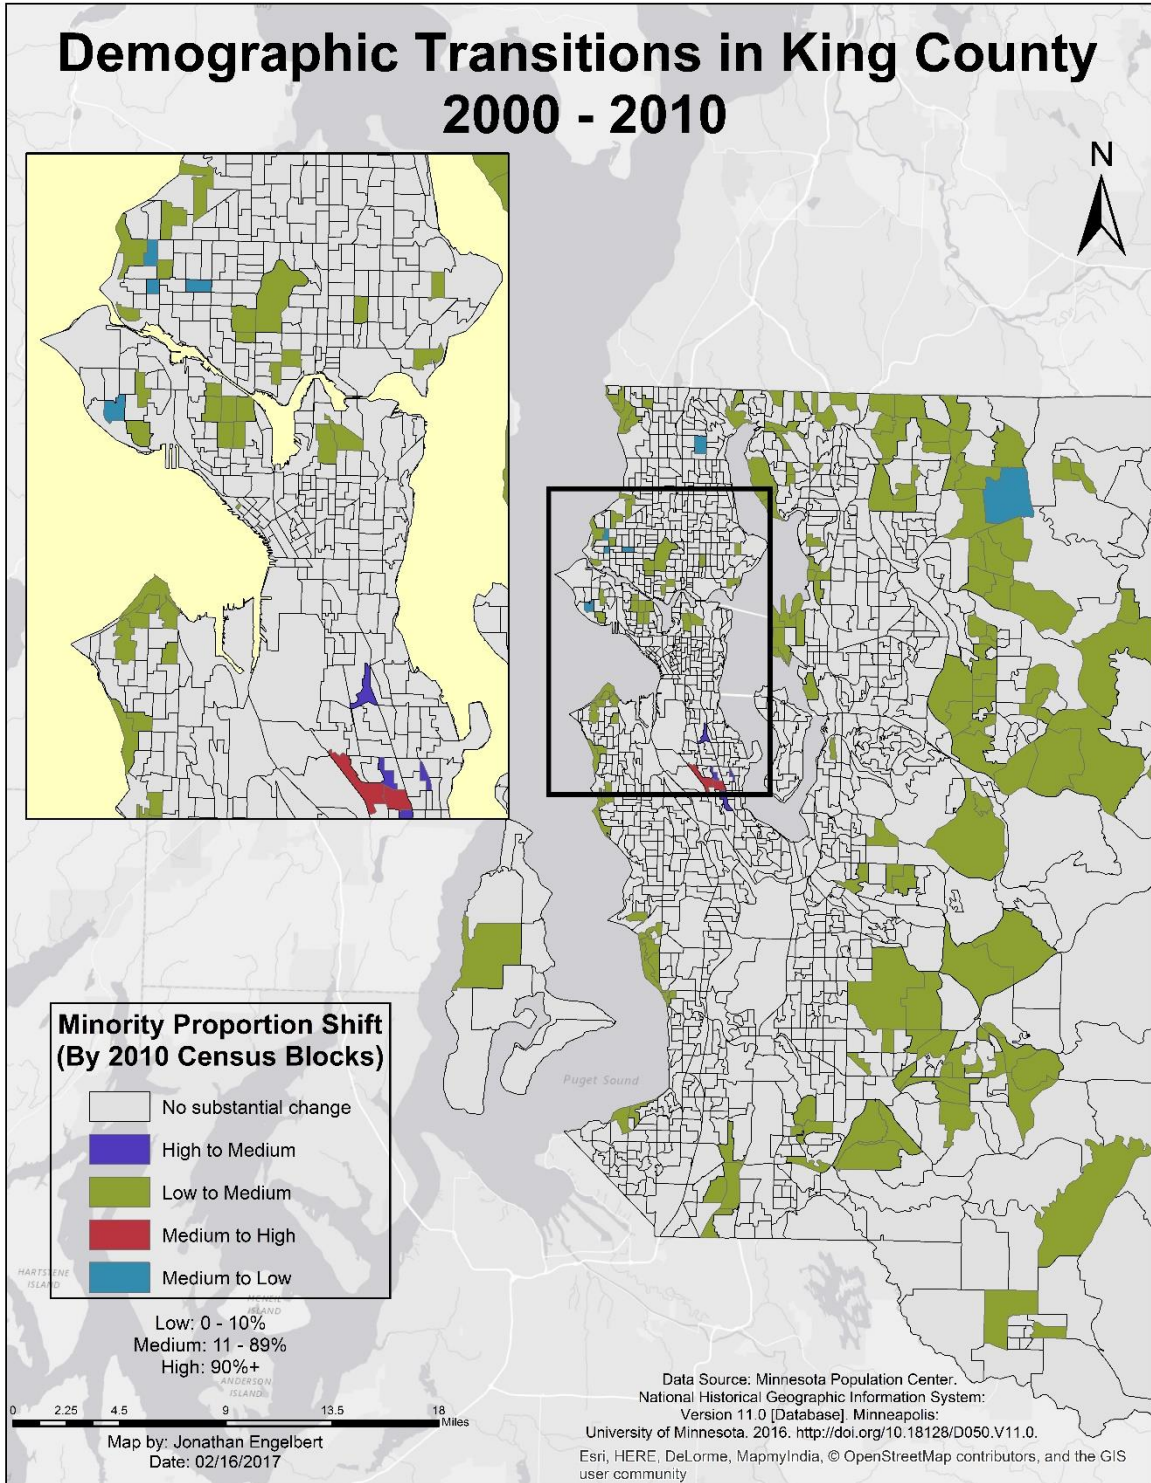 Demographic Transitions in King County
2000 - 2010
N
Puget Sound
Minority Proportion Shift
(By 2010 Census Blocks)
No substantial change
High to Medium
Low to Medium
Medium to High
Medium to Low
HARTSTENE
ISLAND
MCNEIL
ISLAND
Low: 0 - 10%
Medium: 11 - 89%
High: 90%+
ANDERSON
ISLAND
0 2.25 4.5 9 13.5 18
Miles
Map by: Jonathan Engelbert
Date: 02/16/2017
Data Source: Minnesota Population Center.
National Historical Geographic Information System:
Version 11.0 [Database]. Minneapolis:
University of Minnesota. 2016. http://doi.org/10.18128/D050.V11.0.
Esri, HERE, DeLorme, MapmyIndia, © OpenStreetMap contributors, and the GIS
user community